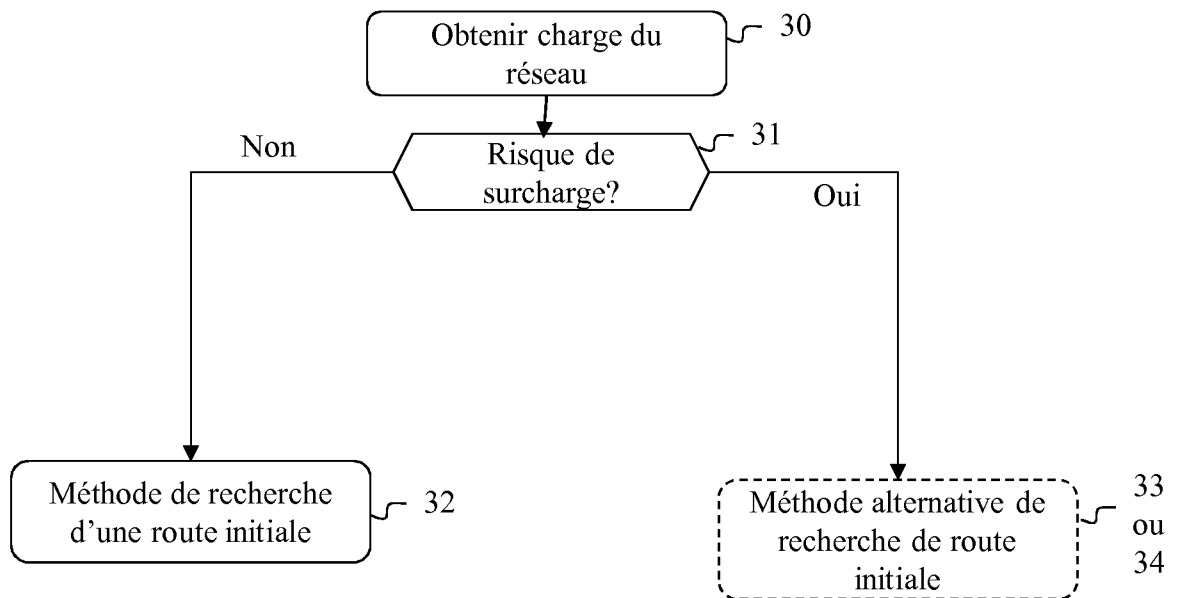 Obtenir charge du
réseau
30
Risque de
surcharge?
31
Non
Oui
Méthode de recherche
d’une route initiale
32
Méthode alternative de
recherche de route
initiale
33
ou
34